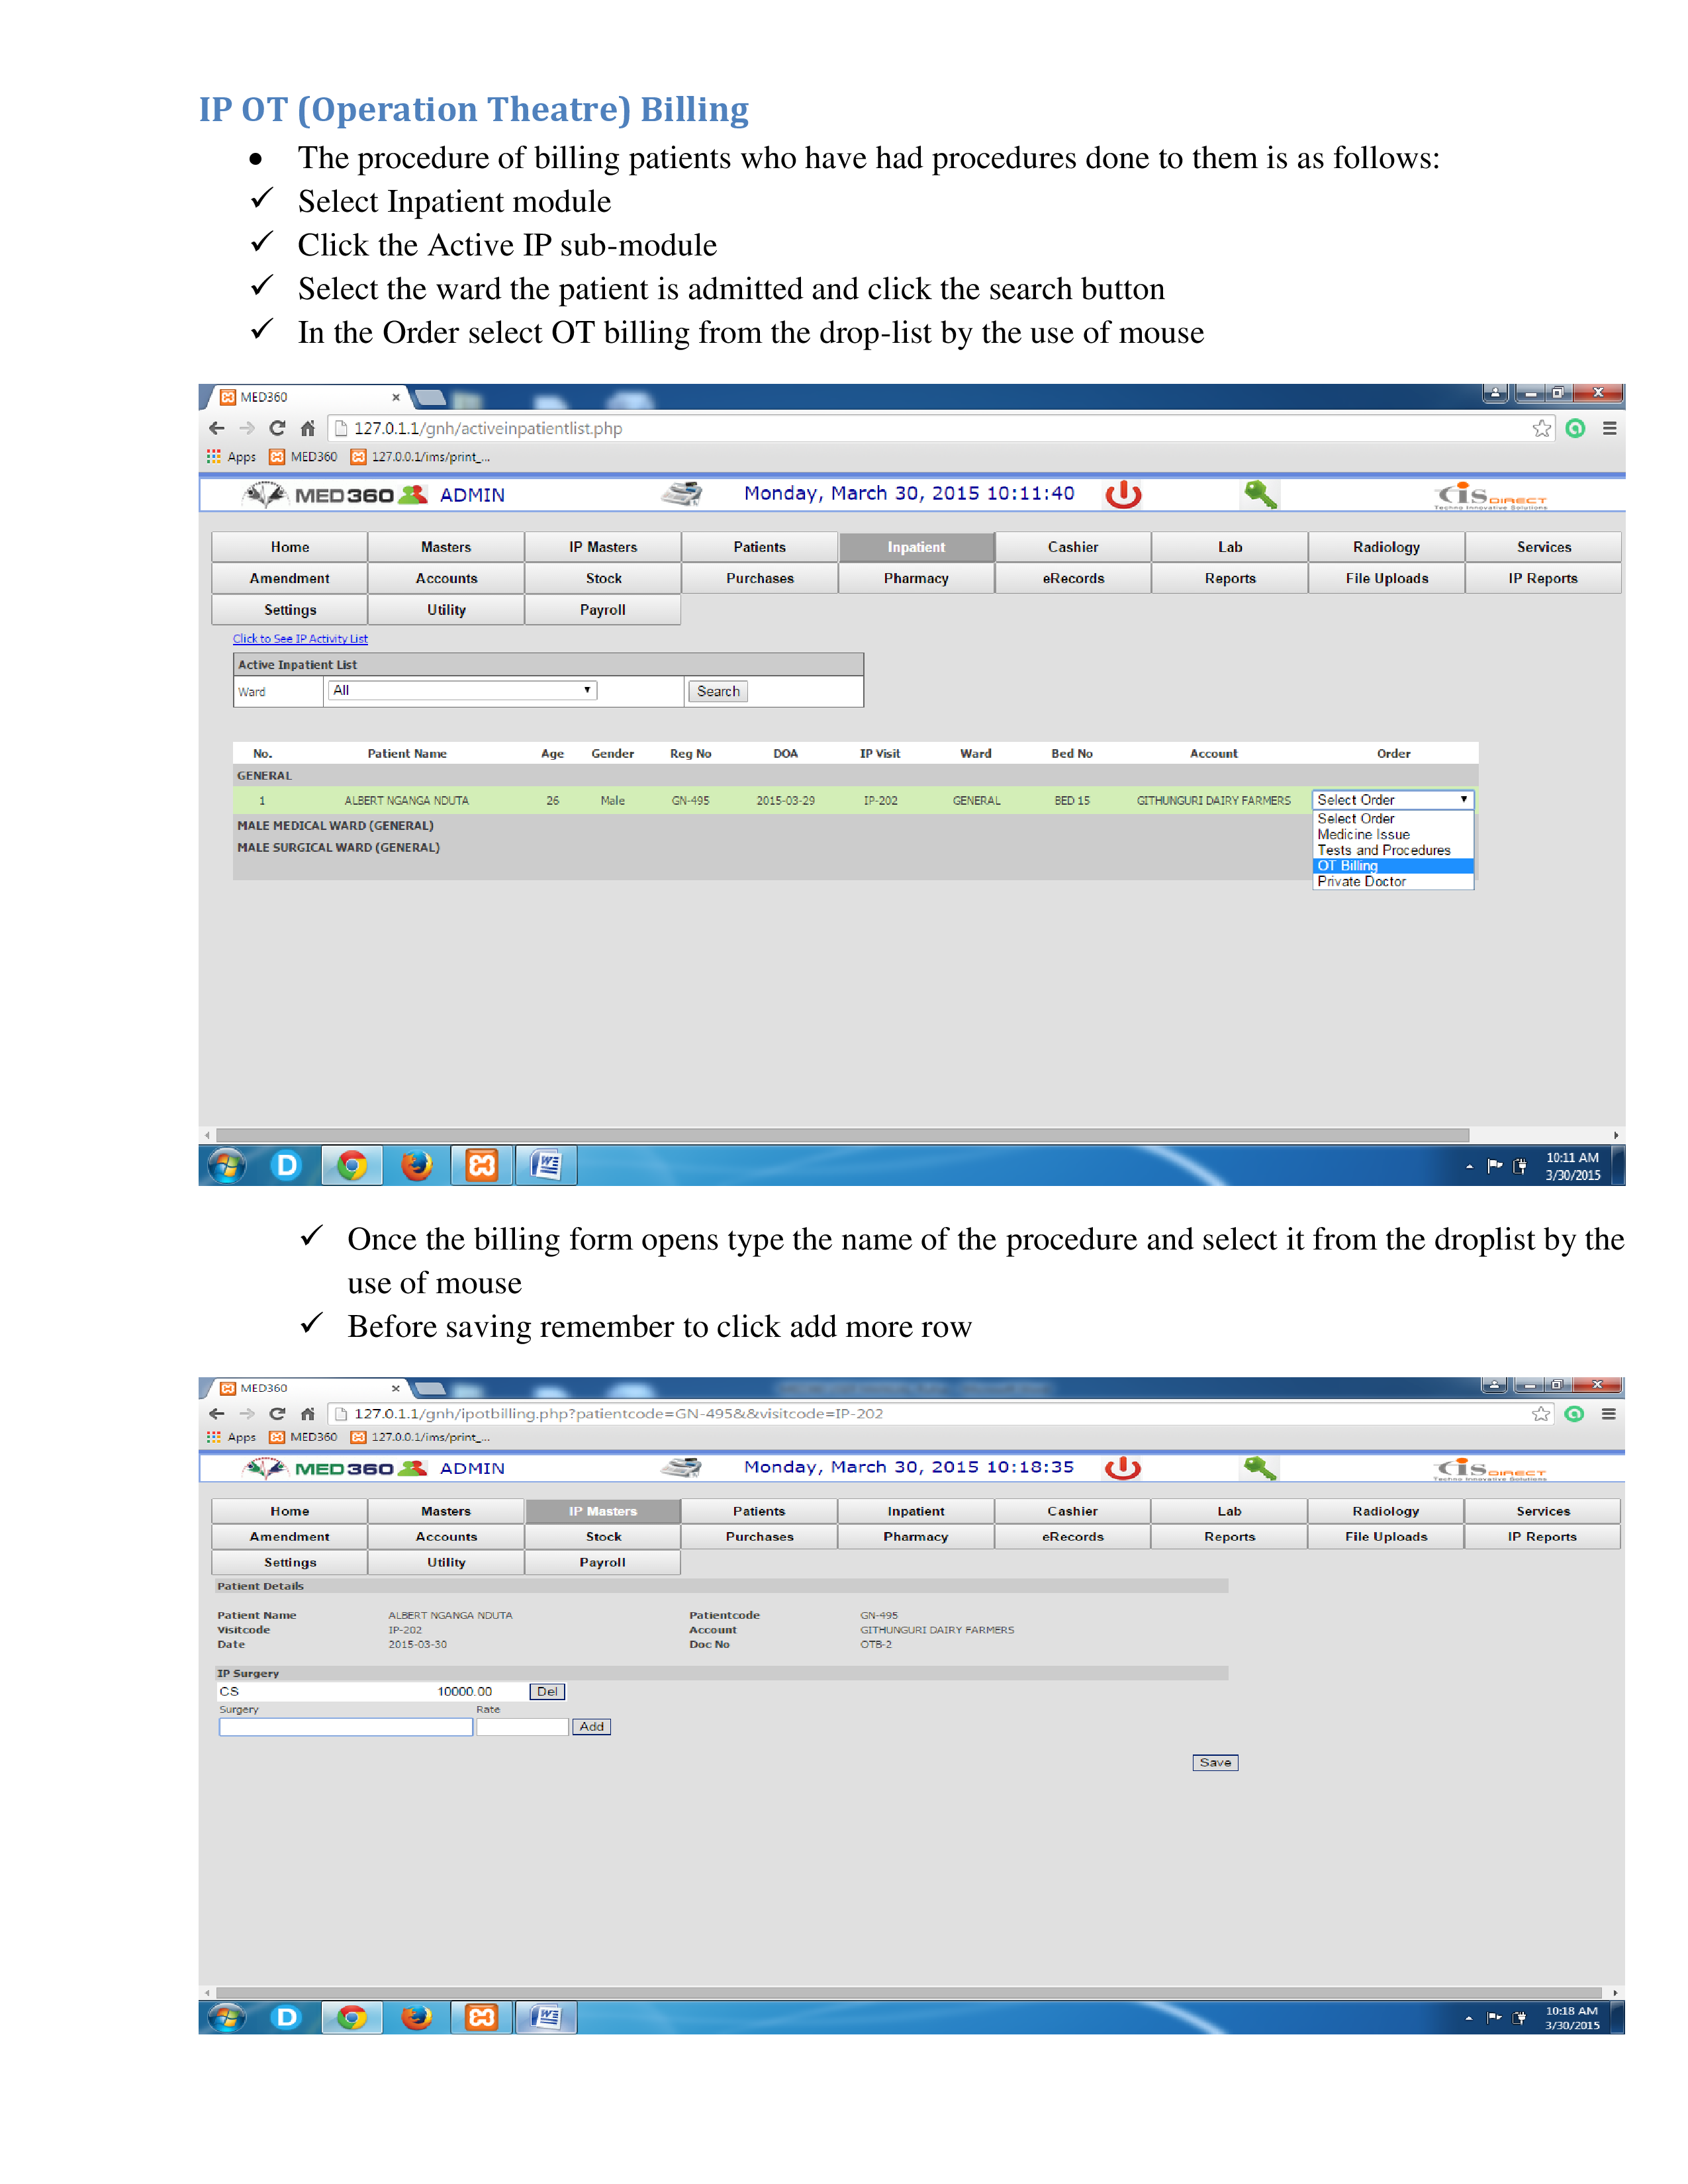 IP OT (Operation Theatre) Billing
• The procedure of billing patients who have had procedures done to them is as follows:
✓ Select Inpatient module
✓ Click the Active IP sub-module
✓ Select the ward the patient is admitted and click the search button
✓ In the Order select OT billing from the drop-list by the use of mouse
MED360
127.0.1.1/gnh/activeinpatientlist.php
Apps MED360 127.0.0.1/ims/print_...
MED360 ADMIN Monday, March 30, 2015 10:11:40 cis DIRECT
Techno Innovative Solutions
Home Masters IP Masters Patients Inpatient Cashier Lab Radiology Services
Amendment Accounts Stock Purchases Pharmacy eRecords Reports File Uploads IP Reports
Settings Utility Payroll
Click to See IP Activity List
Active Inpatient List
Ward All Search
No. Patient Name Age Gender Reg No DOA IP Visit Ward Bed No Account Order
GENERAL
1 ALBERT NGANGA NDUTA 26 Male GN-495 2015-03-29 IP-202 GENERAL BED 15 GITHUNGURI DAIRY FARMERS Select Order
Select Order
MALE MEDICAL WARD (GENERAL)
Medicine Issue
MALE SURGICAL WARD (GENERAL)
Tests and Procedures
OT Billing
Private Doctor
10:11 AM
3/30/2015
✓ Once the billing form opens type the name of the procedure and select it from the droplist by the
use of mouse
✓ Before saving remember to click add more row
MED360
127.0.1.1/gnh/ipotbilling.php?patientcode=GN-495&&visitcode=IP-202
Apps MED360 127.0.0.1/ims/print_...
MED360 ADMIN Monday, March 30, 2015 10:18:35 cis DIRECT
Techno Innovative Solutions
Home Masters IP Masters Patients Inpatient Cashier Lab Radiology Services
Amendment Accounts Stock Purchases Pharmacy eRecords Reports File Uploads IP Reports
Settings Utility Payroll
Patient Details
Patient Name ALBERT NGANGA NDUTA Patientcode GN-495
Visitcode IP-202 Account GITHUNGURI DAIRY FARMERS
Date 2015-03-30 Doc No OTB-2
IP Surgery
CS 10000.00 Del
Surgery Rate
Add
Save
10:18 AM
3/30/2015